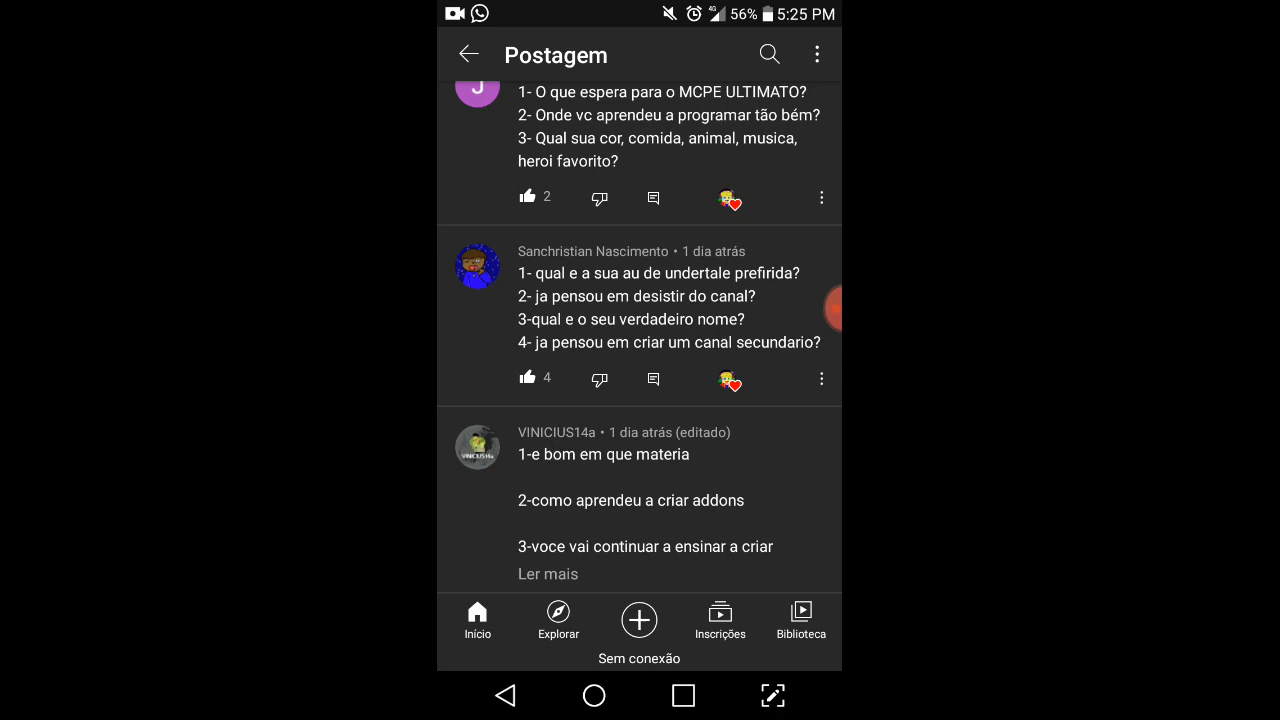 4G 56% 5:25 PM
Postagem
J
1- O que espera para o MCPE ULTIMATO?
2- Onde vc aprendeu a programar tão bém?
3- Qual sua cor, comida, animal, musica,
heroi favorito?
2
Sanchristian Nascimento • 1 dia atrás
1- qual e a sua au de undertale prefirida?
2- ja pensou em desistir do canal?
3-qual e o seu verdadeiro nome?
4- ja pensou em criar um canal secundario?
4
VINICIUS14a • 1 dia atrás (editado)
VINICIUS14a
1-e bom em que materia
2-como aprendeu a criar addons
3-voce vai continuar a ensinar a criar
Ler mais
Início Explorar Inscrições Biblioteca
Sem conexão